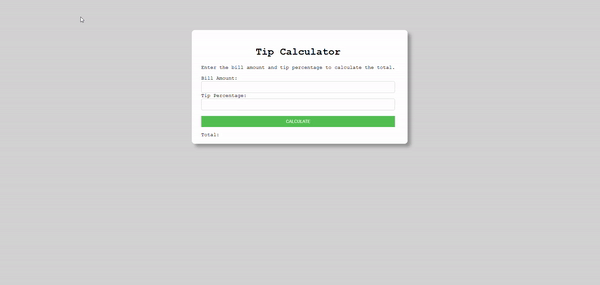 Tip Calculator
Enter the bill amount and tip percentage to calculate the total.
Bill Amount:
Tip Percentage:
CALCULATE
Total: